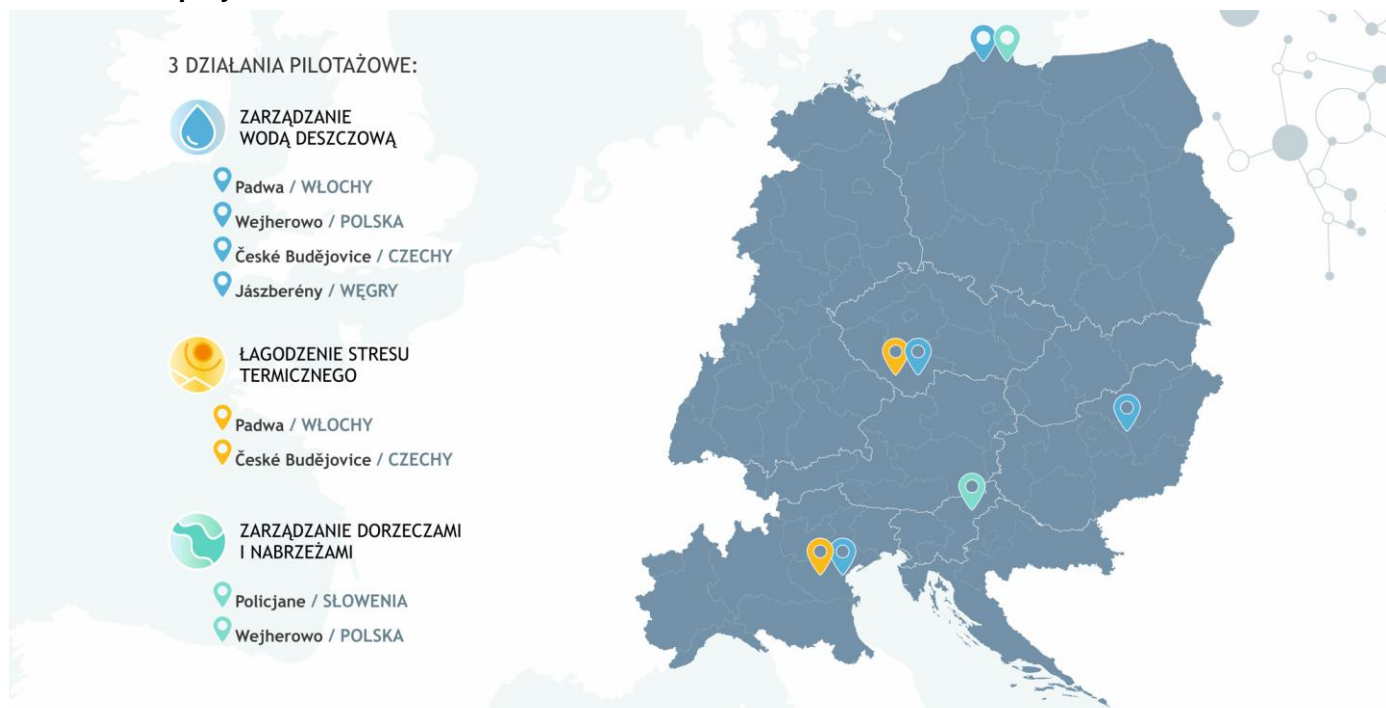 3 DZIAŁANIA PILOTAŻOWE:
ZARZĄDZANIE
WODĄ DESZCZOWĄ
Padwa / WŁOCHY
Wejherowo / POLSKA
České Budějovice / CZECHY
Jászberény / WĘGRY
ŁAGODZENIE STRESU
TERMICZNEGO
Padwa / WŁOCHY
České Budějovice / CZECHY
ZARZĄDZANIE DORZECZAMI
I NABRZEŻAMI
Policjane / SŁOWENIA
Wejherowo / POLSKA